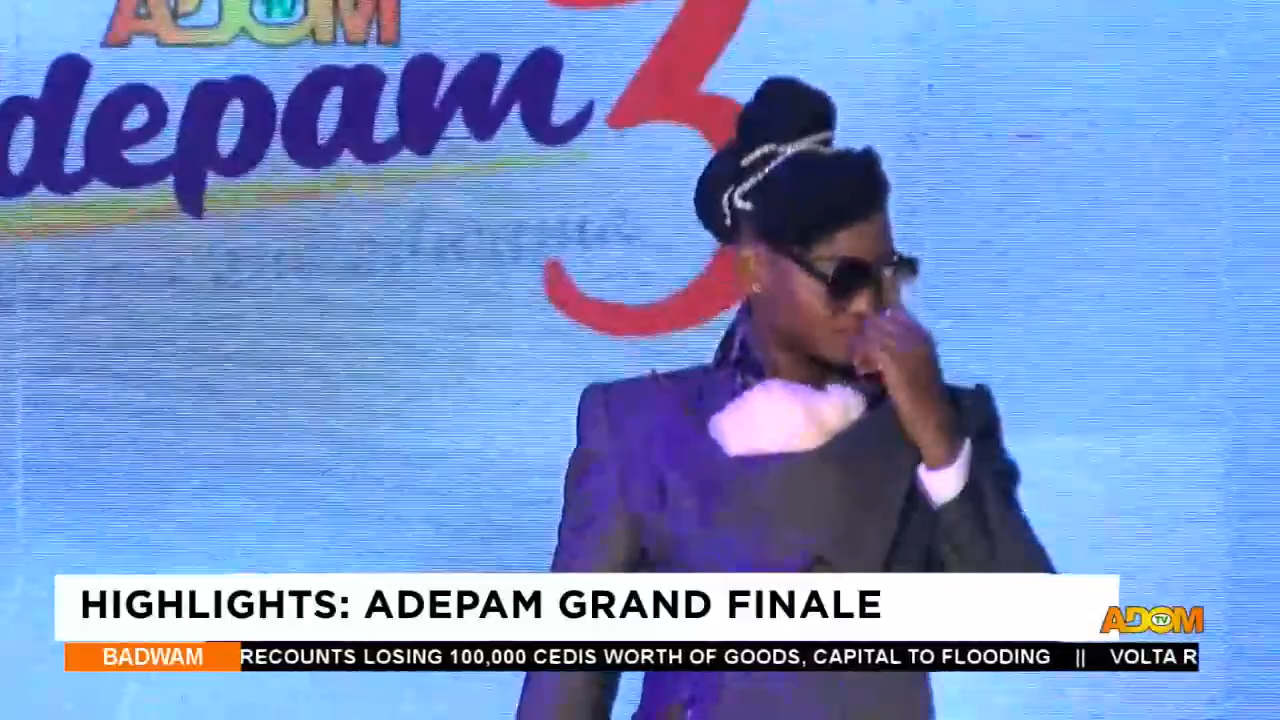 ADOM
TV
depam 3
HIGHLIGHTS: ADEPAM GRAND FINALE
ADOM
TV
BADWAM
RECOUNTS LOSING 100,000 CEDIS WORTH OF GOODS, CAPITAL TO FLOODING || VOLTA R